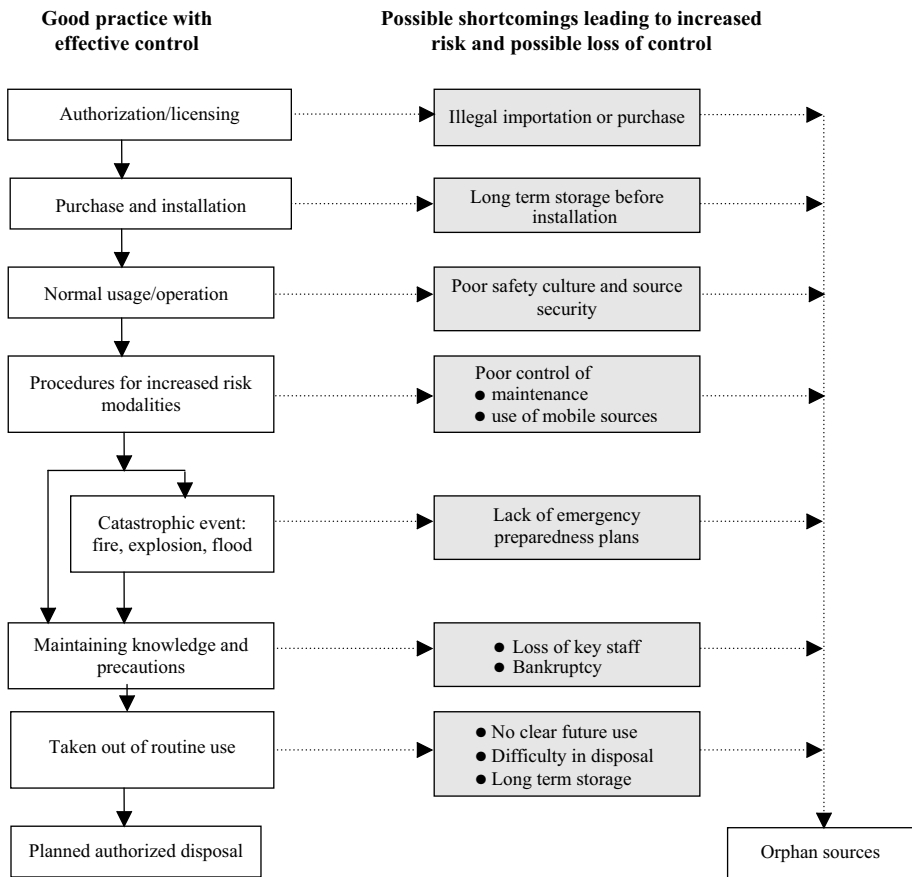 Good practice with
effective control
Possible shortcomings leading to increased
risk and possible loss of control
Authorization/licensing
Illegal importation or purchase
Purchase and installation
Long term storage before
installation
Normal usage/operation
Poor safety culture and source
security
Procedures for increased risk
modalities
Poor control of
● maintenance
● use of mobile sources
Catastrophic event:
fire, explosion, flood
Lack of emergency
preparedness plans
Maintaining knowledge and
precautions
● Loss of key staff
● Bankruptcy
Taken out of routine use
● No clear future use
● Difficulty in disposal
● Long term storage
Planned authorized disposal
Orphan sources